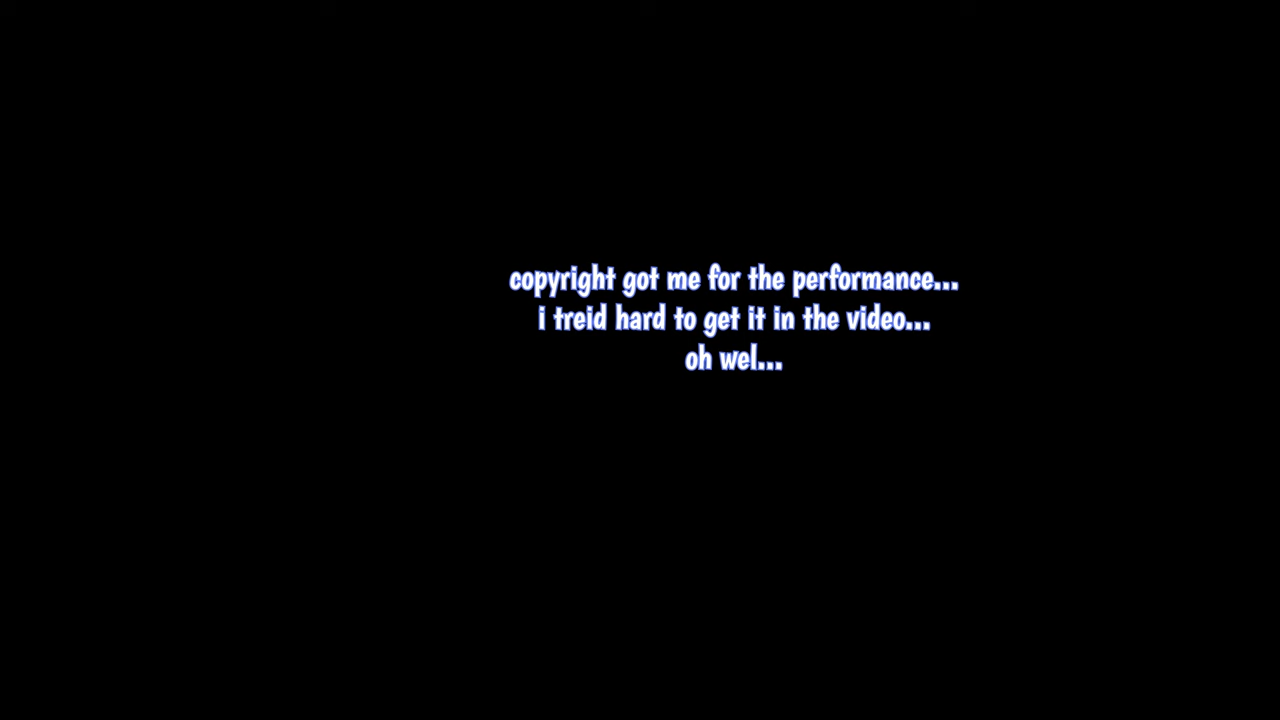 copyright got me for the performance...
i treid hard to get it in the video...
oh wel...